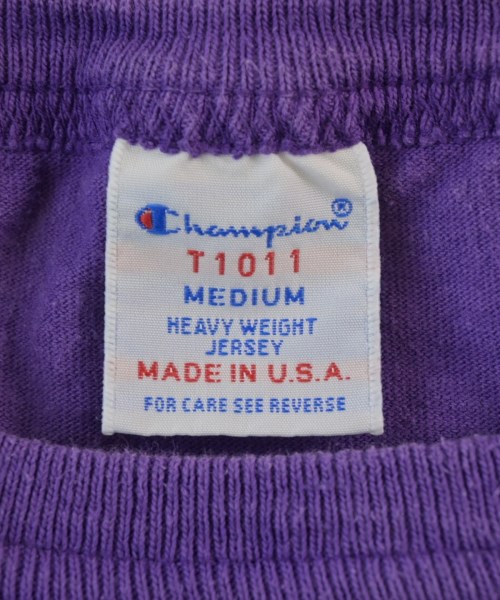 Champion®
T1011
MEDIUM
HEAVY WEIGHT
JERSEY
MADE IN U.S.A.
FOR CARE SEE REVERSE